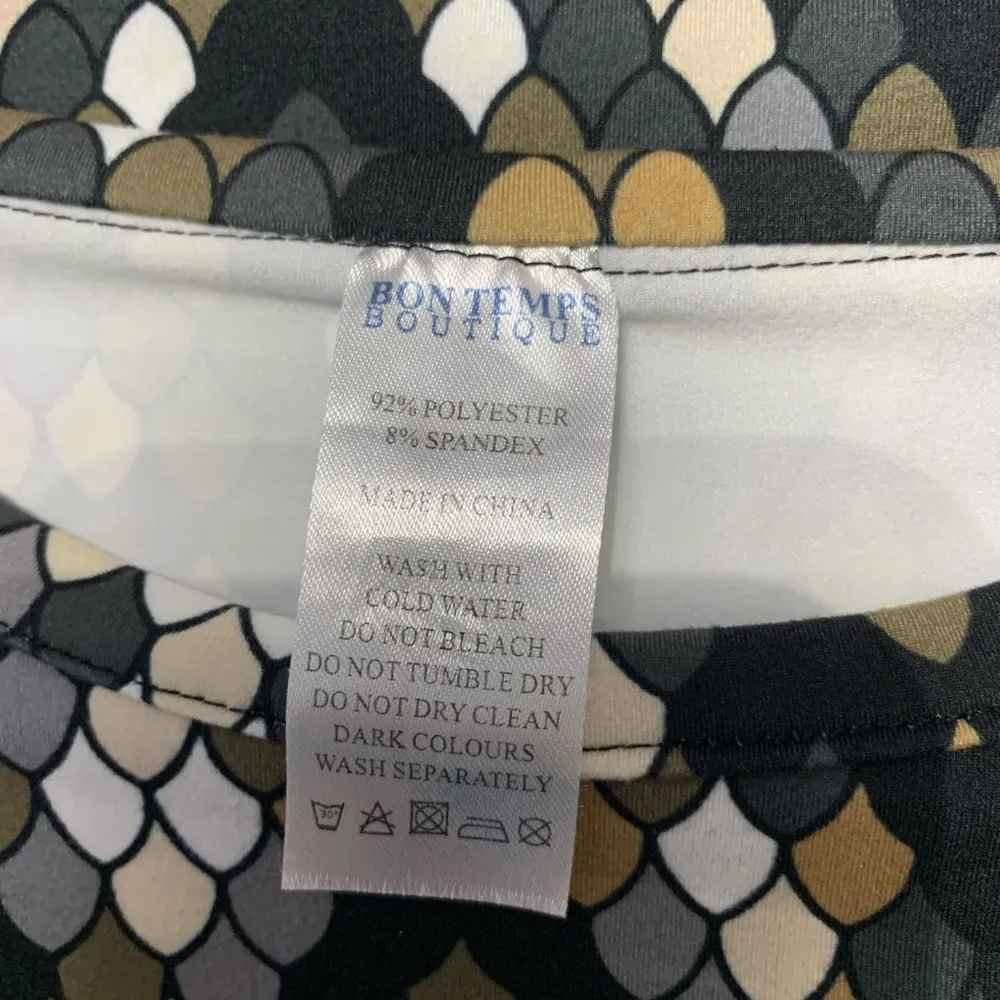 BON TEMPS
BOUTIQUE
92% POLYESTER
8% SPANDEX
MADE IN CHINA
WASH WITH
COLD WATER
DO NOT BLEACH
DO NOT TUMBLE DRY
DO NOT DRY CLEAN
DARK COLOURS
WASH SEPARATELY
30°